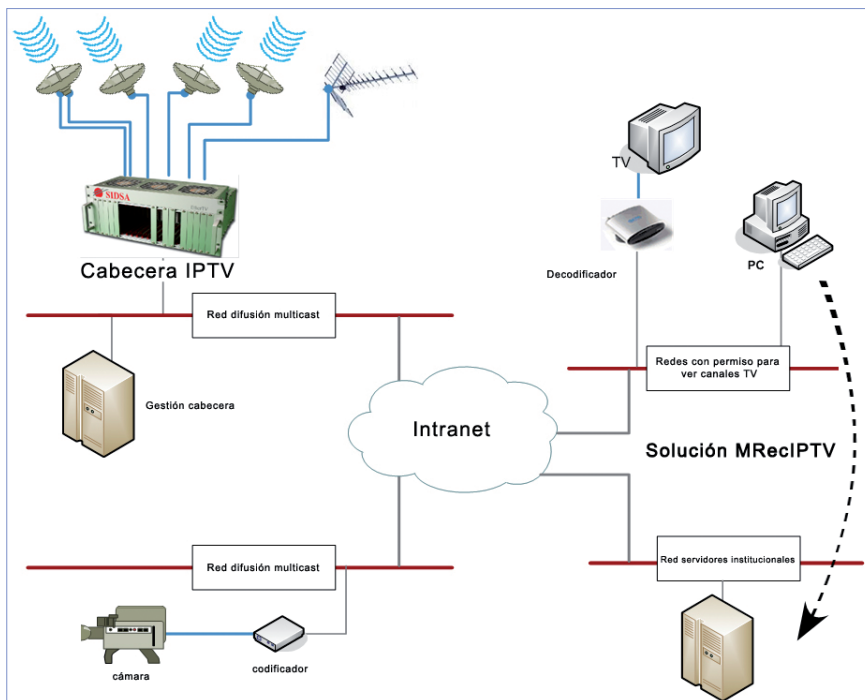 SIDSA
Cabecera IPTV
Red difusión multicast
Gestión cabecera
TV
Decodificador
PC
Redes con permiso para
ver canales TV
Intranet
Solución MRecIPTV
Red difusión multicast
cámara
codificador
Red servidores institucionales